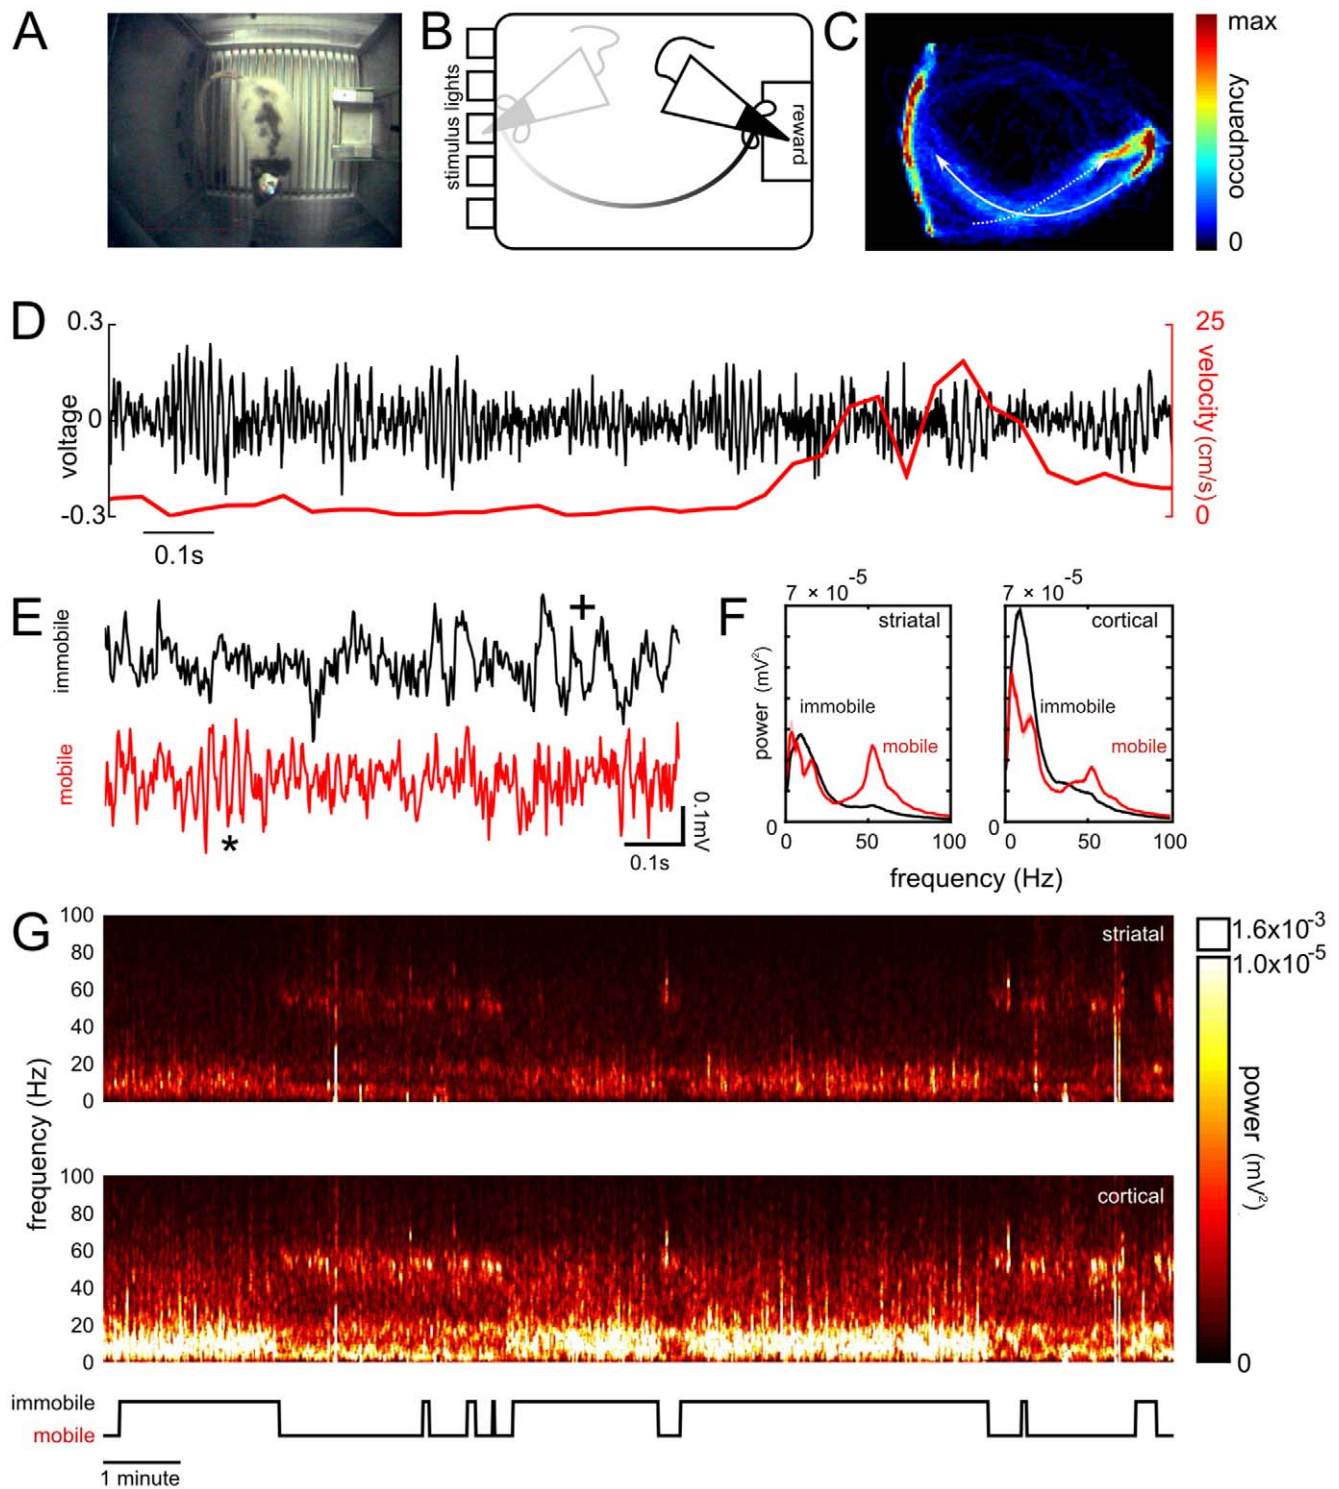 A
B
stimulus lights
reward
C
max
occupancy
0
D
0.3
0
-0.3
voltage
0.1s
25
velocity (cm/s)
0
E
immobile
mobile
+
*
0.1mV
0.1s
F
7 × 10-5
striatal
power (mV²)
immobile
mobile
0
0 50 100
7 × 10-5
cortical
immobile
mobile
0
0 50 100
frequency (Hz)
G
100
80
60
40
20
0
striatal
frequency (Hz)
100
80
60
40
20
0
cortical
1.6x10-3
1.0x10-5
power (mV²)
0
immobile
mobile
1 minute